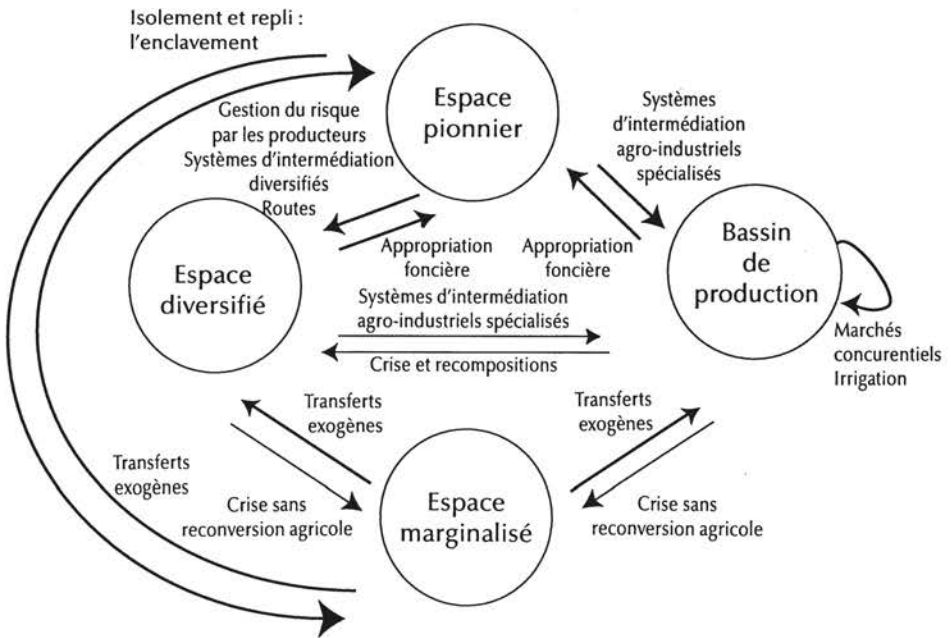 Isolement et repli :
l'enclavement
Espace
pionnier
Gestion du risque
par les producteurs
Systèmes d'intermédiation
diversifiés
Routes
Systèmes
d'intermédiation
agro-industriels
spécialisés
Espace
diversifié
Appropriation
foncière
Appropriation
foncière
Bassin
de
production
Systèmes d'intermédiation
agro-industriels spécialisés
Crise et recompositions
Marchés
concurentiels
Irrigation
Transferts
exogènes
Transferts
exogènes
Transferts
exogènes
Crise sans
reconversion agricole
Espace
marginalisé
Crise sans
reconversion agricole